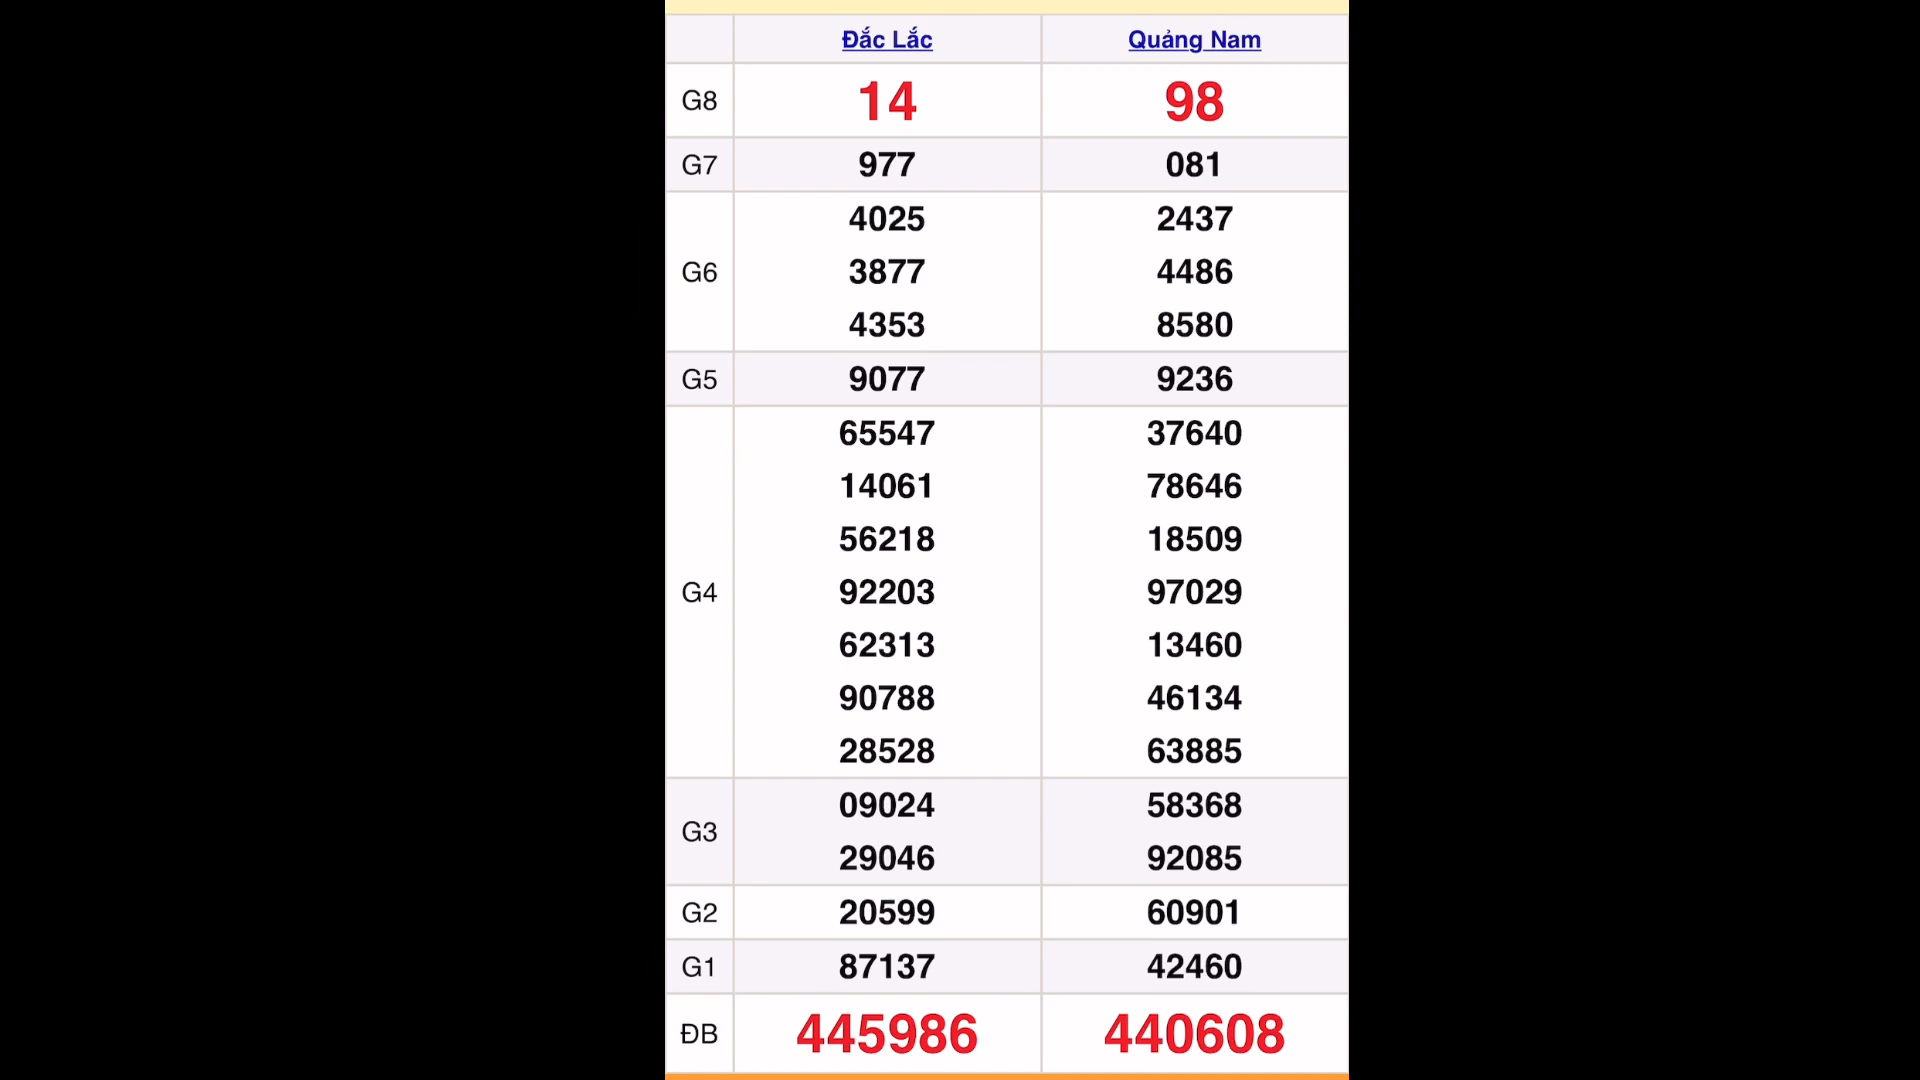 Đắc Lắc Quảng Nam
G8 14 98
G7 977 081
4025 2437
G6 3877 4486
4353 8580
G5 9077 9236
65547 37640
14061 78646
56218 18509
G4 92203 97029
62313 13460
90788 46134
28528 63885
09024 58368
G3
29046 92085
G2 20599 60901
G1 87137 42460
ĐB 445986 440608